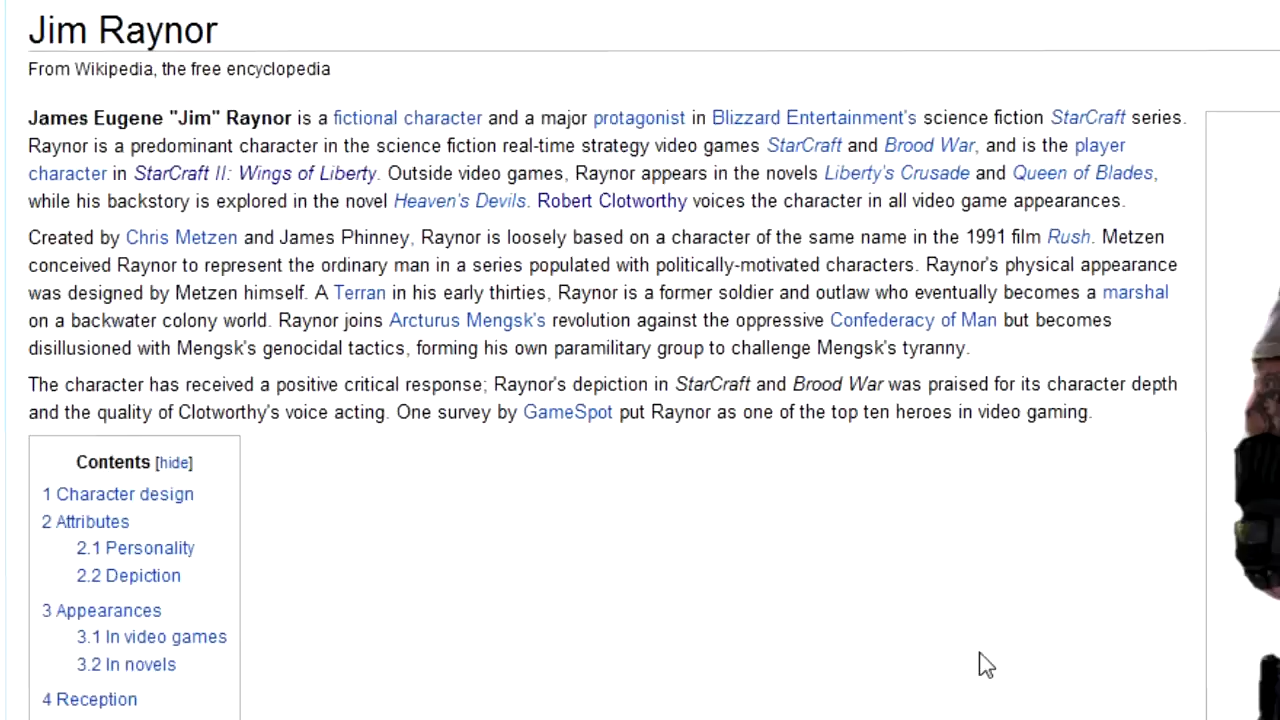 Jim Raynor
From Wikipedia, the free encyclopedia
James Eugene "Jim" Raynor is a fictional character and a major protagonist in Blizzard Entertainment's science fiction StarCraft series.
Raynor is a predominant character in the science fiction real-time strategy video games StarCraft and Brood War, and is the player
character in StarCraft II: Wings of Liberty. Outside video games, Raynor appears in the novels Liberty's Crusade and Queen of Blades,
while his backstory is explored in the novel Heaven's Devils. Robert Clotworthy voices the character in all video game appearances.
Created by Chris Metzen and James Phinney, Raynor is loosely based on a character of the same name in the 1991 film Rush. Metzen
conceived Raynor to represent the ordinary man in a series populated with politically-motivated characters. Raynor's physical appearance
was designed by Metzen himself. A Terran in his early thirties, Raynor is a former soldier and outlaw who eventually becomes a marshal
on a backwater colony world. Raynor joins Arcturus Mengsk's revolution against the oppressive Confederacy of Man but becomes
disillusioned with Mengsk's genocidal tactics, forming his own paramilitary group to challenge Mengsk's tyranny.
The character has received a positive critical response; Raynor's depiction in StarCraft and Brood War was praised for its character depth
and the quality of Clotworthy's voice acting. One survey by GameSpot put Raynor as one of the top ten heroes in video gaming.
Contents [hide]
1 Character design
2 Attributes
2.1 Personality
2.2 Depiction
3 Appearances
3.1 In video games
3.2 In novels
4 Reception